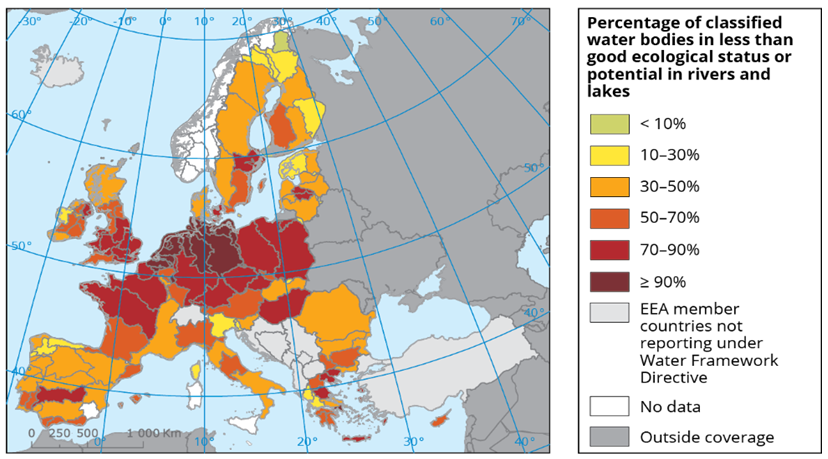 -30° -20° -10° 0° 10° 20° 30° 40° 50° 60° 70°
60°
50°
50°
40°
40°
0 250 500 1 000 Km
0° 10° 20° 30° 40°
Percentage of classified
water bodies in less than
good ecological status or
potential in rivers and
lakes
< 10%
10–30%
30–50%
50–70%
70–90%
≥ 90%
EEA member
countries not
reporting under
Water Framework
Directive
No data
Outside coverage